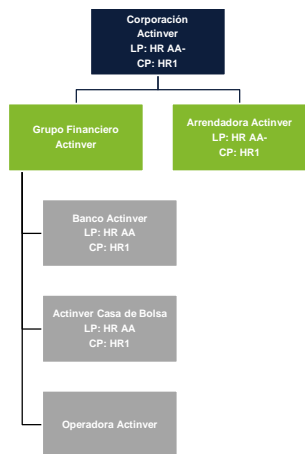 Corporación
Actinver
LP: HR AA-
CP: HR1
Grupo Financiero
Actinver
Arrendadora Actinver
LP: HR AA-
CP: HR1
Banco Actinver
LP: HR AA
CP: HR1
Actinver Casa de Bolsa
LP: HR AA
CP: HR1
Operadora Actinver